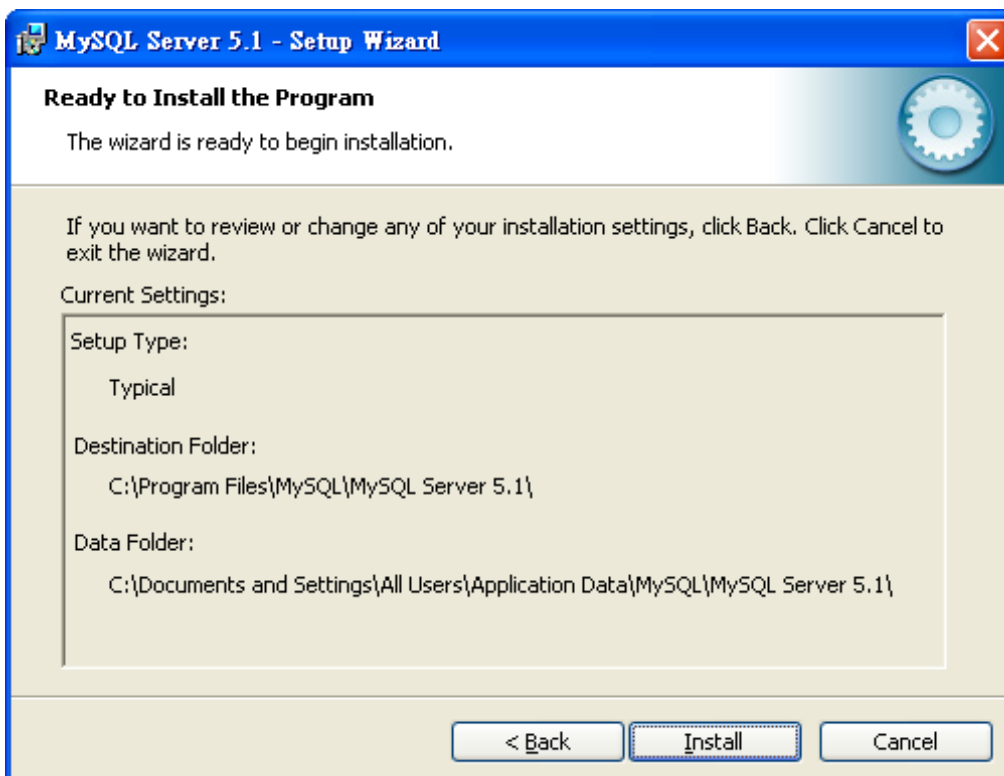 MySQL Server 5.1 - Setup Wizard
Ready to Install the Program
The wizard is ready to begin installation.
If you want to review or change any of your installation settings, click Back. Click Cancel to
exit the wizard.
Current Settings:
Setup Type:
Typical
Destination Folder:
C:\Program Files\MySQL\MySQL Server 5.1\
Data Folder:
C:\Documents and Settings\All Users\Application Data\MySQL\MySQL Server 5.1\
< Back Install Cancel